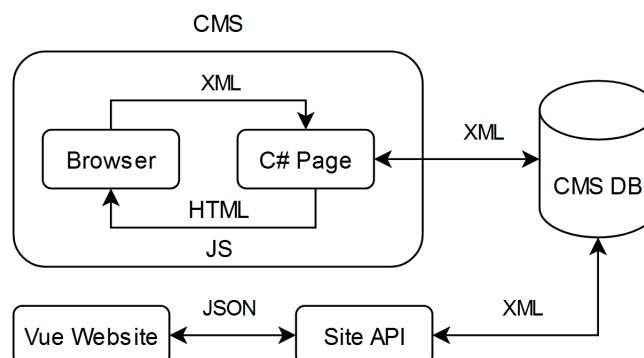 CMS
XML
Browser
C# Page
XML
CMS DB
HTML
JS
Vue Website
JSON
Site API
XML